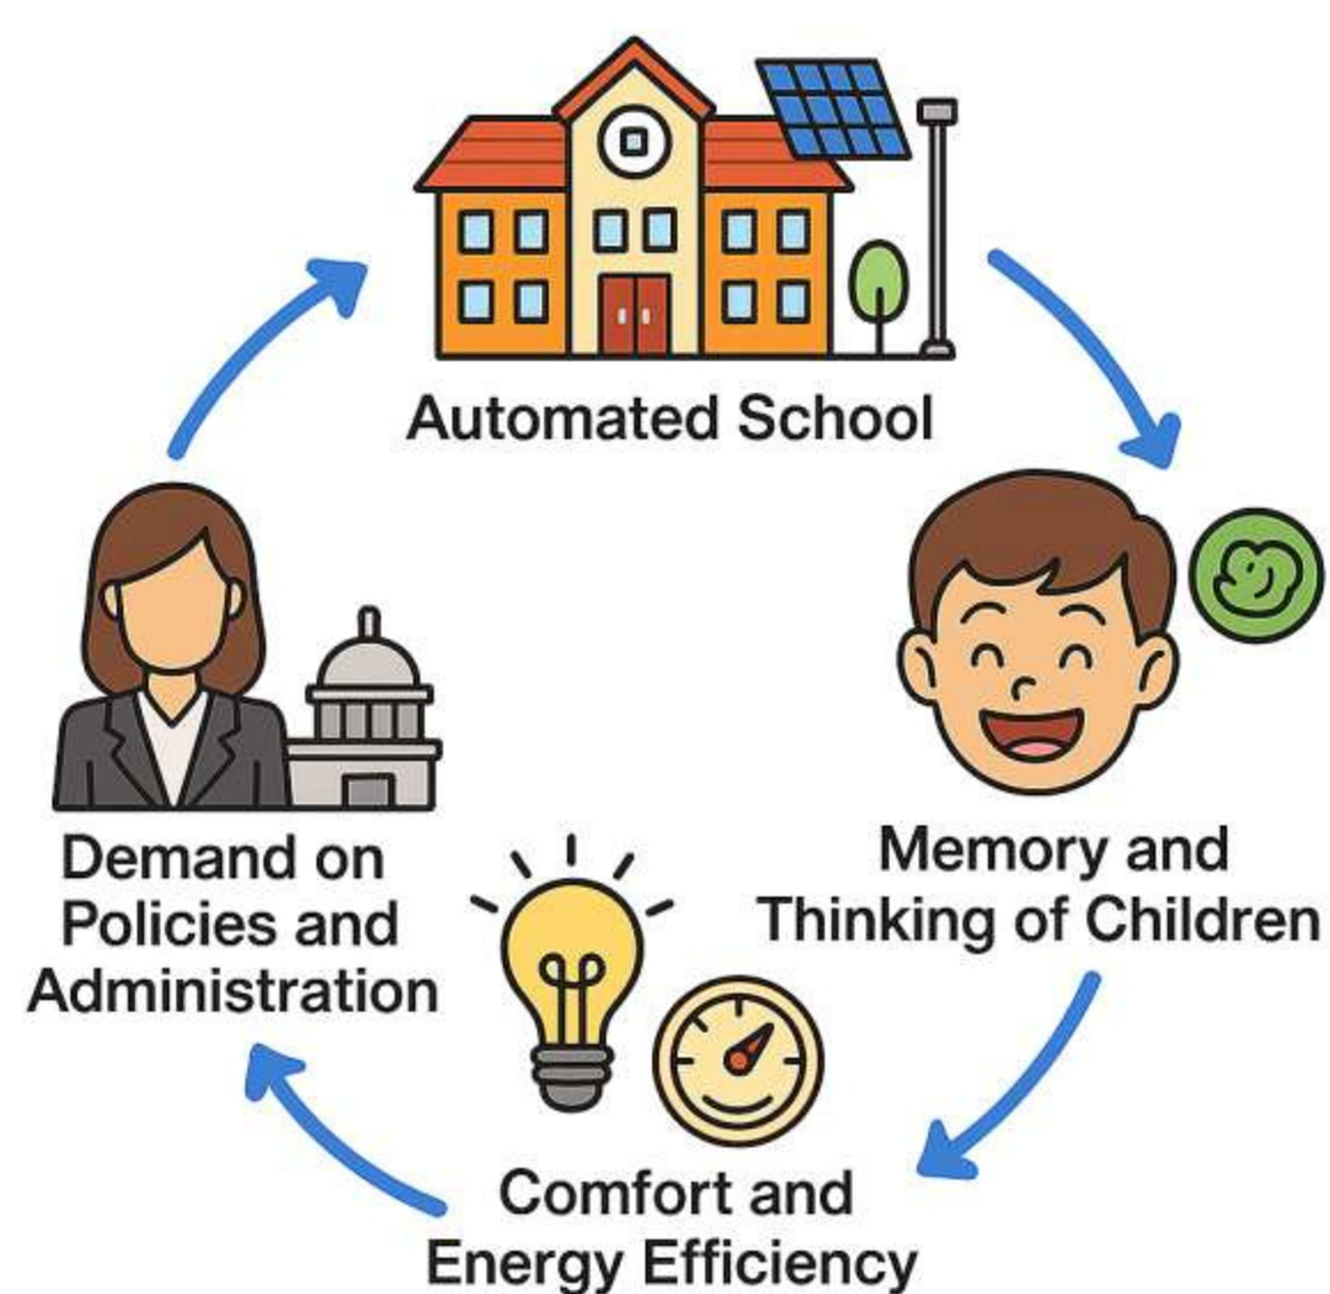 Automated School
Memory and
Thinking of Children
Comfort and
Energy Efficiency
Demand on
Policies and
Administration